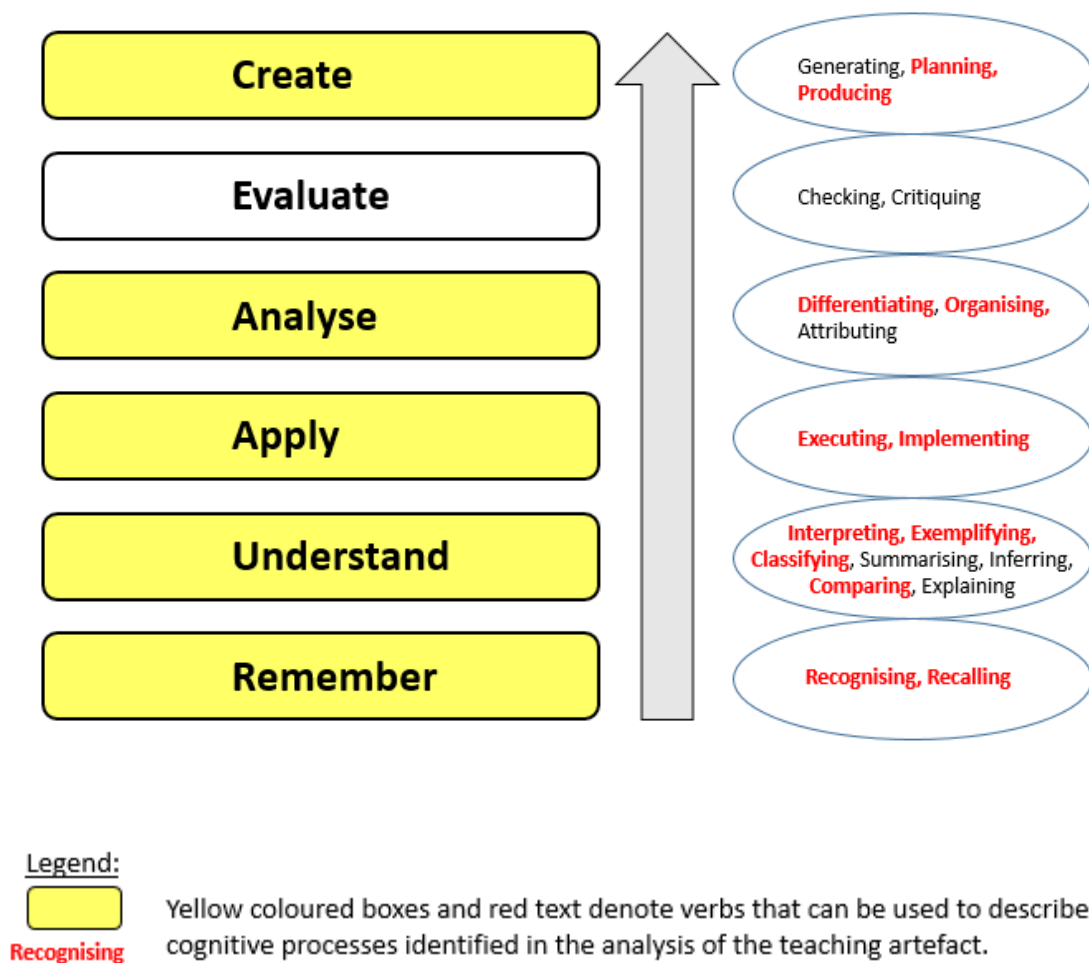 Create
Generating, Planning,
Producing
Evaluate
Checking, Critiquing
Analyse
Differentiating, Organising,
Attributing
Apply
Executing, Implementing
Understand
Interpreting, Exemplifying,
Classifying, Summarising, Inferring,
Comparing, Explaining
Remember
Recognising, Recalling
Legend:
Yellow coloured boxes and red text denote verbs that can be used to describe
Recognising
cognitive processes identified in the analysis of the teaching artefact.